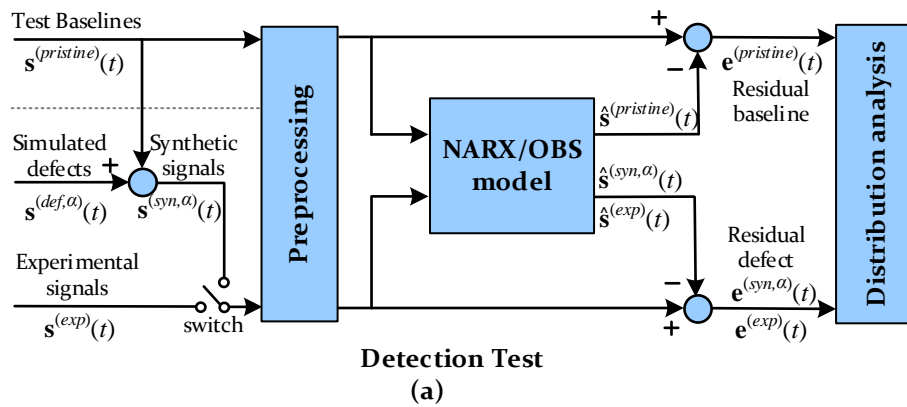 Test Baselines
s^(pristine)(t)
Simulated
defects
+
s^(def,α)(t)
Synthetic
signals
s^(syn,α)(t)
Experimental
signals
s^(exp)(t)
switch
Preprocessing
NARX/OBS
model
ŝ^(pristine)(t)
ŝ^(syn,α)(t)
ŝ^(exp)(t)
+
−
e^(pristine)(t)
Residual
baseline
−
+
Residual
defect
e^(syn,α)(t)
e^(exp)(t)
Distribution analysis
Detection Test
(a)